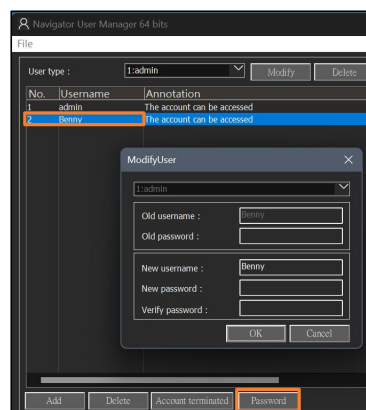 Navigator User Manager 64 bits
File
User type : 1:admin Modify Delete
No. Username Annotation
1 admin The account can be accessed
2 Benny The account can be accessed
ModifyUser
1:admin
Old username : Benny
Old password :
New username : Benny
New password :
Verify password :
OK Cancel
Add Delete Account terminated Password